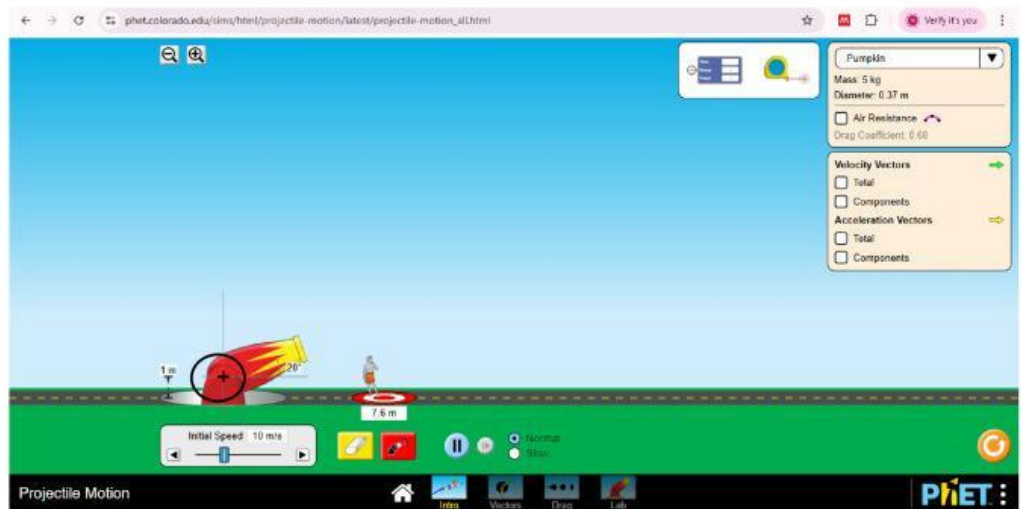 phet.colorado.edu/sims/html/projectile-motion/latest/projectile-motion_all.html
Verify it's you
Pumpkin
Mass: 5 kg
Diameter: 0.37 m
Air Resistance
Drag Coefficient: 0.60
Velocity Vectors
Total
Components
Acceleration Vectors
Total
Components
1 m
20°
7.6 m
Initial Speed 10 m/s
Normal
Slow
Projectile Motion
Intro
Vectors
Drag
Lab
PhET